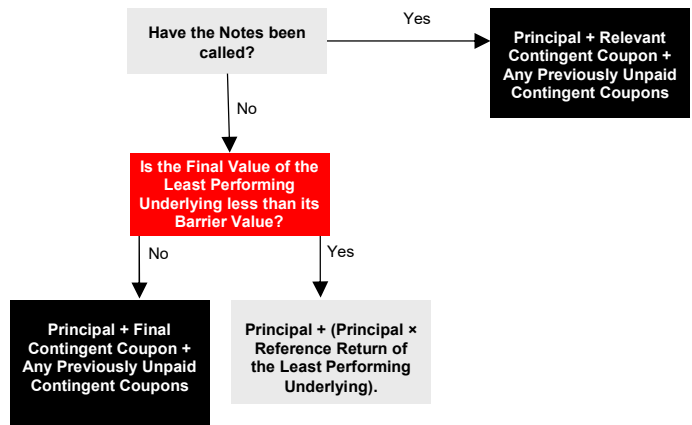 Have the Notes been
called?
Yes
Principal + Relevant
Contingent Coupon +
Any Previously Unpaid
Contingent Coupons
No
Is the Final Value of the
Least Performing
Underlying less than its
Barrier Value?
No
Yes
Principal + Final
Contingent Coupon +
Any Previously Unpaid
Contingent Coupons
Principal + (Principal ×
Reference Return of
the Least Performing
Underlying).